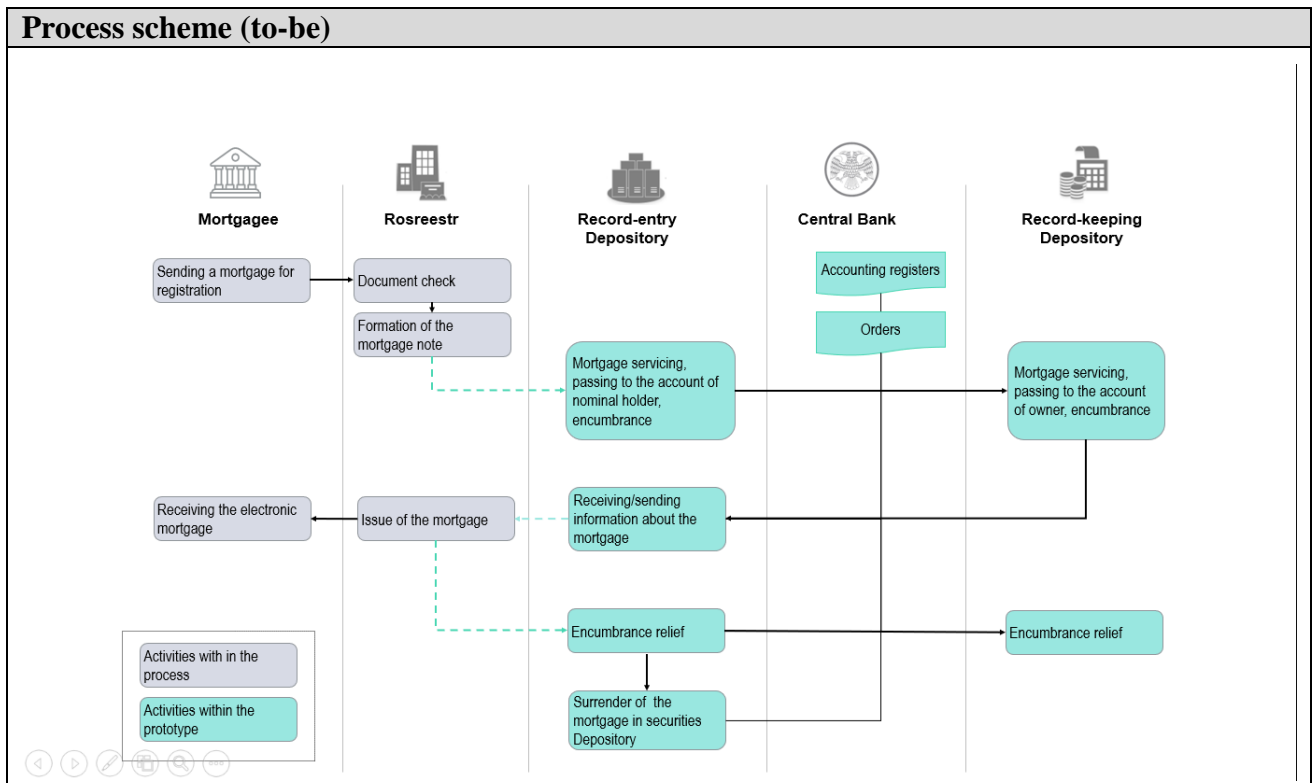 Process scheme (to-be)
Mortgagee
Rosreestr
Record-entry
Depository
Central Bank
Record-keeping
Depository
Sending a mortgage for
registration
Document check
Accounting registers
Formation of the
mortgage note
Orders
Mortgage servicing,
passing to the account of
nominal holder,
encumbrance
Mortgage servicing,
passing to the account
of owner, encumbrance
Receiving the electronic
mortgage
Issue of the mortgage
Receiving/sending
information about the
mortgage
Encumbrance relief
Encumbrance relief
Surrender of the
mortgage in securities
Depository
Activities with in the
process
Activities within the
prototype